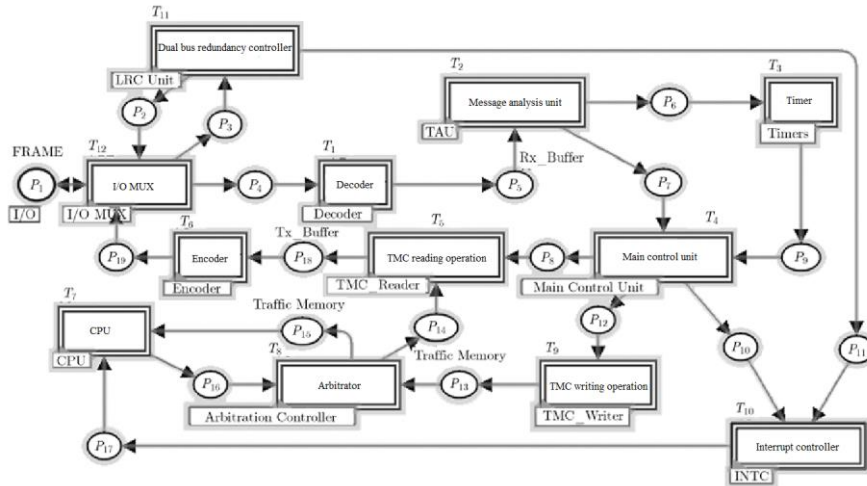 T11
Dual bus redundancy controller
LRC Unit
T2
Message analysis unit
TAU
T3
Timer
Timers
P2
P3
P6
T12
FRAME
P1
I/O
I/O MUX
I/O MUX
P4
T1
Decoder
Decoder
Rx_Buffer
P5
P7
T6
Encoder
Encoder
P19
Tx_Buffer
P18
T5
TMC reading operation
TMC_Reader
P8
T4
Main control unit
Main Control Unit
P9
T7
CPU
CPU
Traffic Memory
P15
P14
P12
P10
P11
P16
T8
Arbitrator
Arbitration Controller
Traffic Memory
P13
T9
TMC writing operation
TMC_Writer
P17
T10
Interrupt controller
INTC